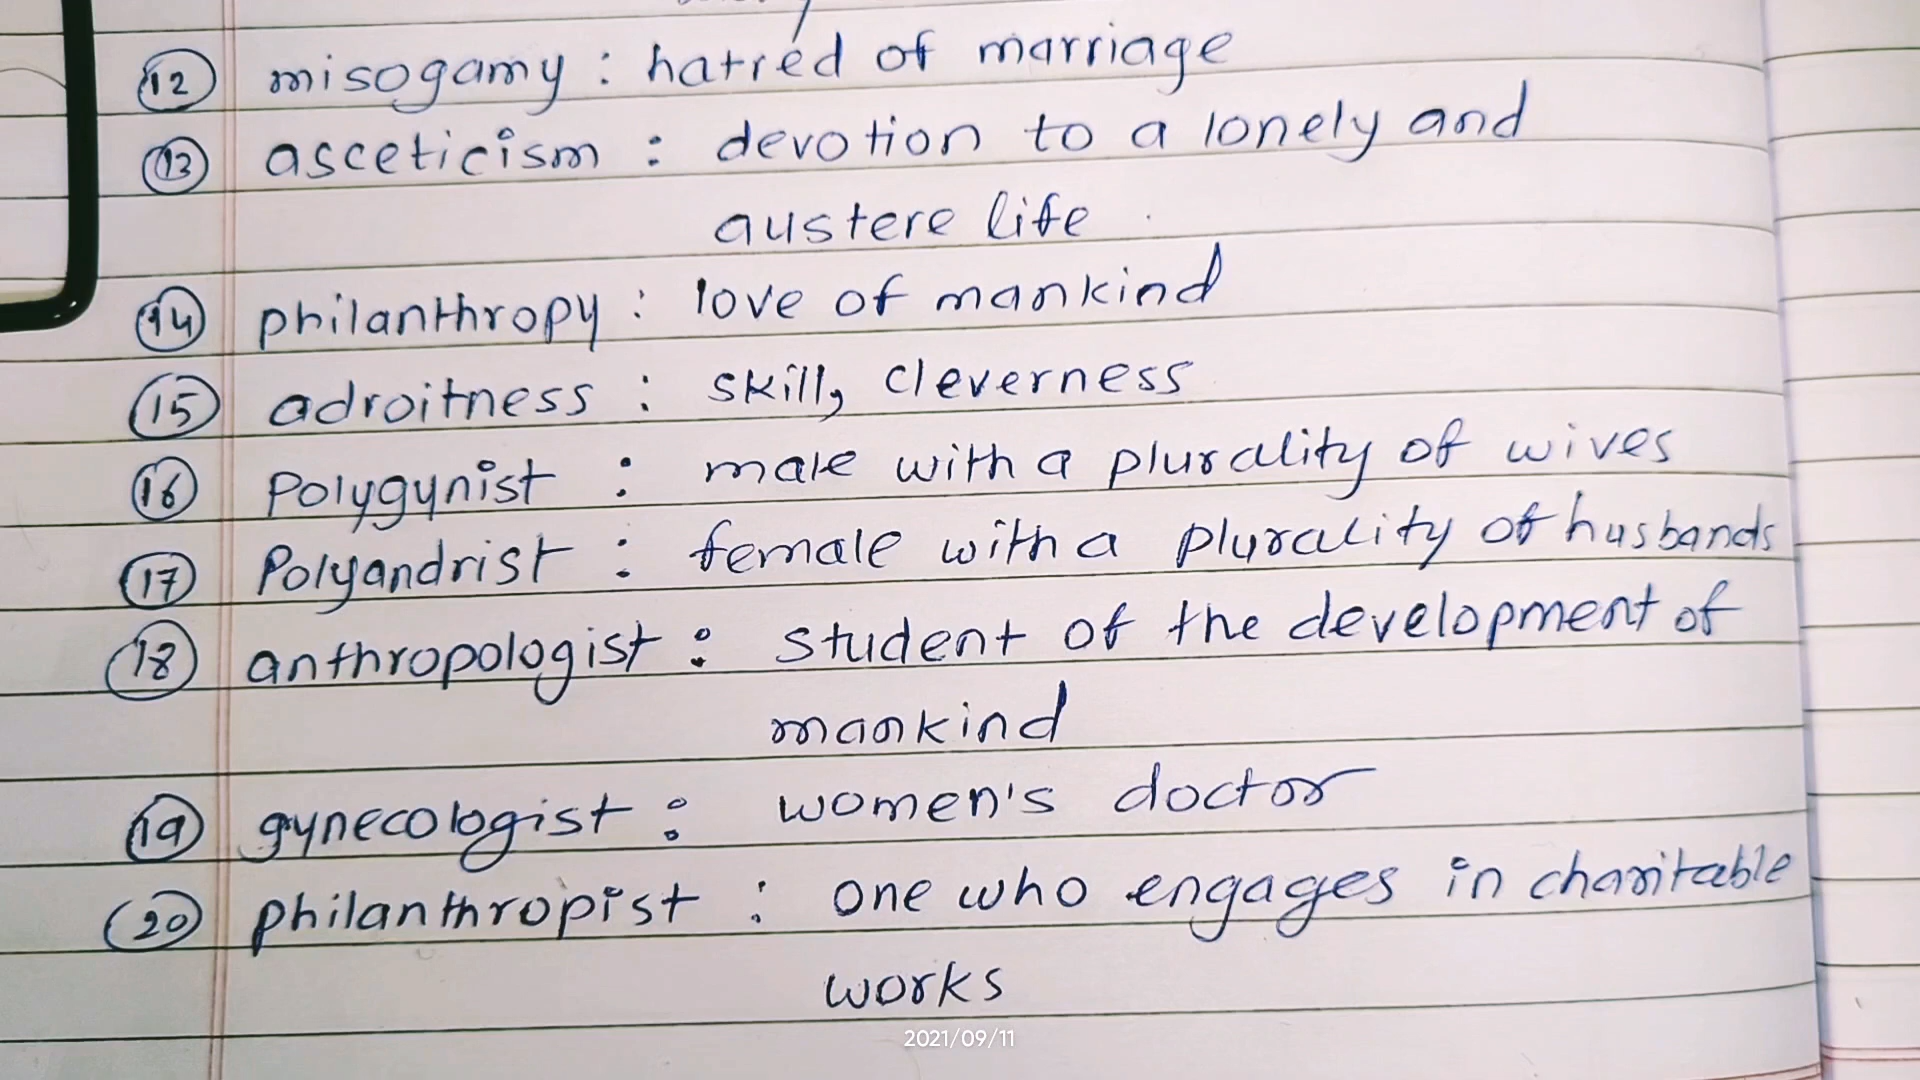 12 misogamy : hatred of marriage
13 asceticism : devotion to a lonely and
austere life
14 philanthropy : love of mankind
15 adroitness : skill, cleverness
16 Polygynist : male with a plurality of wives
17 Polyandrist : female with a plurality of husbands
18 anthropologist : student of the development of
mankind
19 gynecologist : women's doctor
20 philanthropist : one who engages in charitable
works
2021/09/11